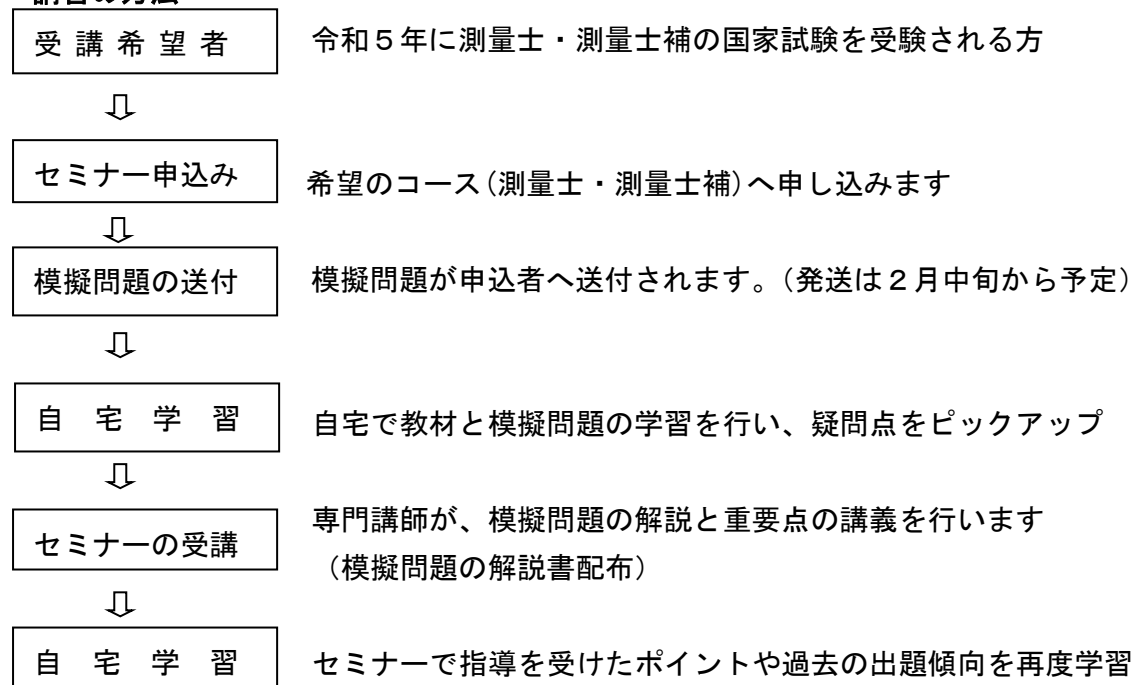 受 講 希 望 者　令和５年に測量士・測量士補の国家試験を受験される方
⇩
セミナー申込み　希望のコース(測量士・測量士補)へ申し込みます
⇩
模擬問題の送付　模擬問題が申込者へ送付されます。（発送は２月中旬から予定）
⇩
自　宅　学　習　自宅で教材と模擬問題の学習を行い、疑問点をピックアップ
⇩
セミナーの受講　専門講師が、模擬問題の解説と重要点の講義を行います
（模擬問題の解説書配布）
⇩
自　宅　学　習　セミナーで指導を受けたポイントや過去の出題傾向を再度学習